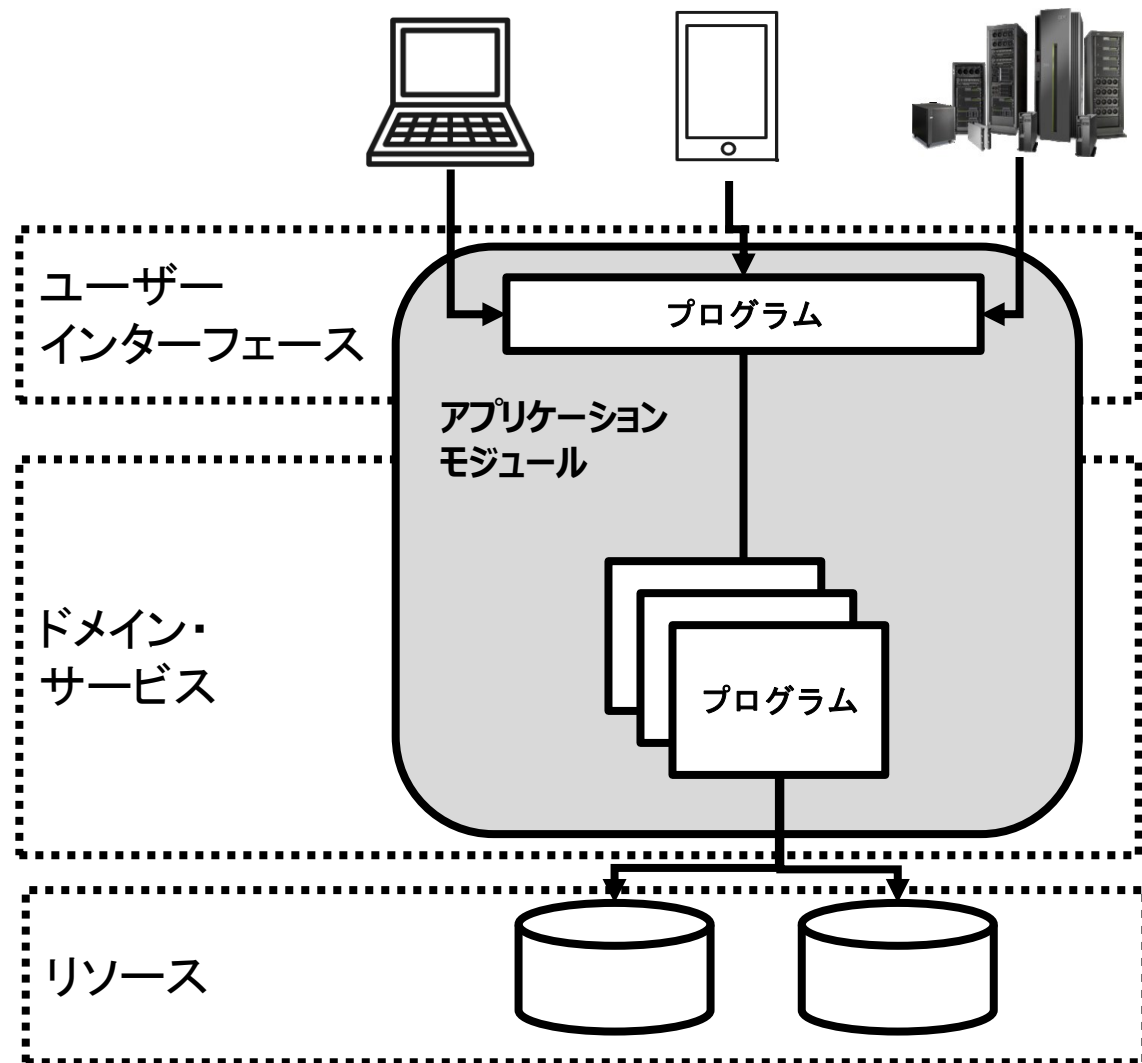 ユーザー
インターフェース
プログラム
アプリケーション
モジュール
ドメイン・
サービス
プログラム
リソース